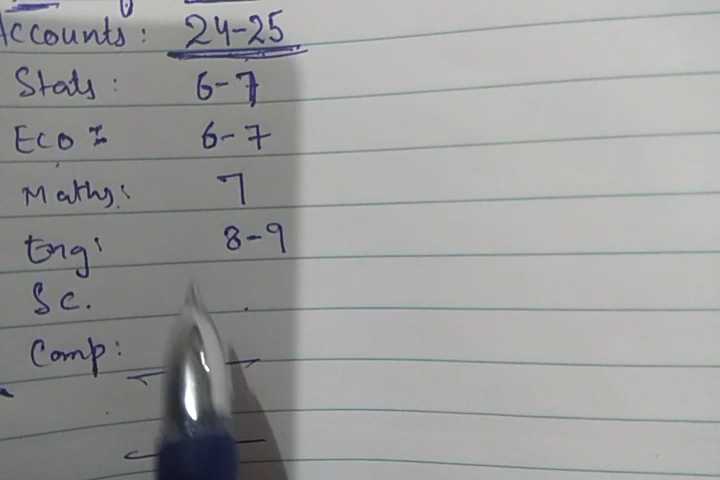 Accounts: 24-25
Stats: 6-7
Eco: 6-7
Maths: 7
Eng: 8-9
Sc.
Comp: